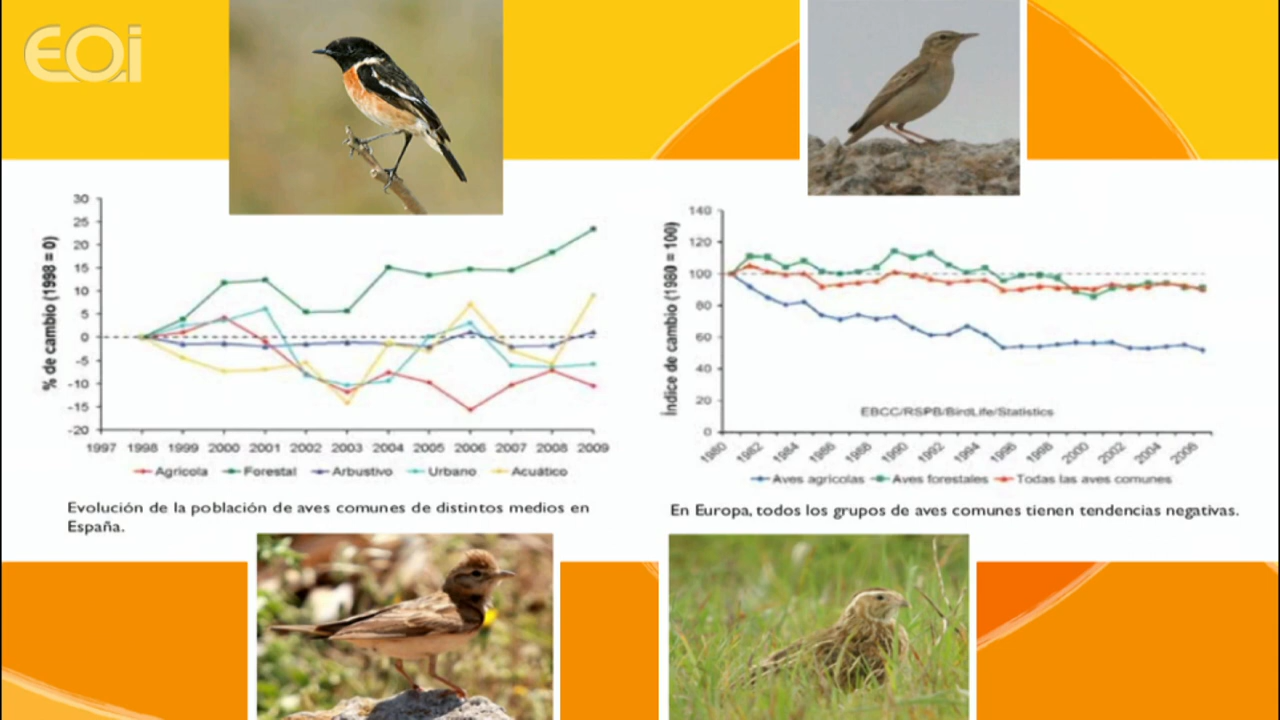 EOi
30
25
20
15
10
5
0
-5
-10
-15
-20
% de cambio (1998 = 0)
1997 1998 1999 2000 2001 2002 2003 2004 2005 2006 2007 2008 2009
Agrícola Forestal Arbustivo Urbano Acuático
Evolución de la población de aves comunes de distintos medios en
España.
140
120
100
80
60
40
20
0
Índice de cambio (1980 = 100)
EBCC/RSPB/BirdLife/Statistics
1980 1982 1984 1986 1988 1990 1992 1994 1996 1998 2000 2002 2004 2006
Aves agrícolas Aves forestales Todas las aves comunes
En Europa, todos los grupos de aves comunes tienen tendencias negativas.